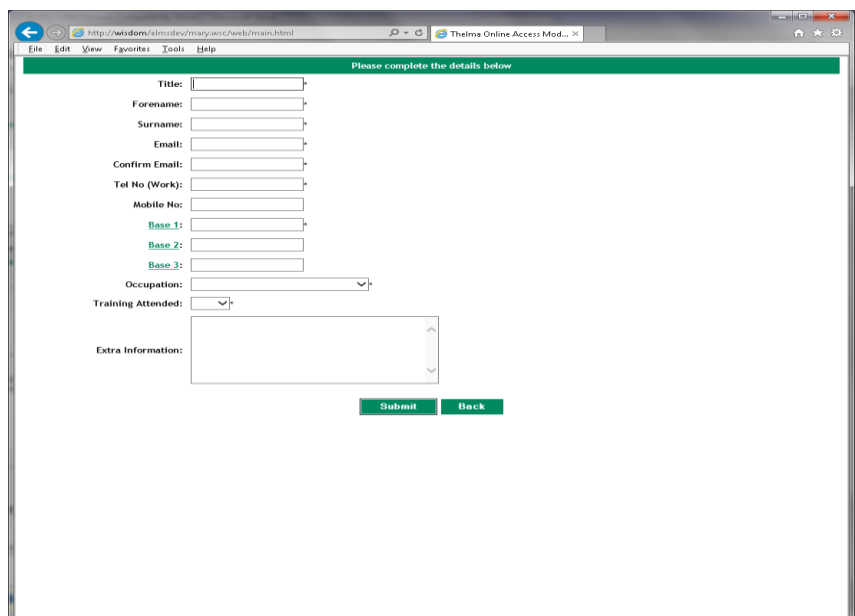 http://wisdom/elmsdev/mary.wsc/web/main.html
Thelma Online Access Mod...
File Edit View Favorites Tools Help
Please complete the details below
Title: *
Forename: *
Surname: *
Email: *
Confirm Email: *
Tel No (Work): *
Mobile No:
Base 1: *
Base 2:
Base 3:
Occupation: *
Training Attended: *
Extra Information:
Submit Back